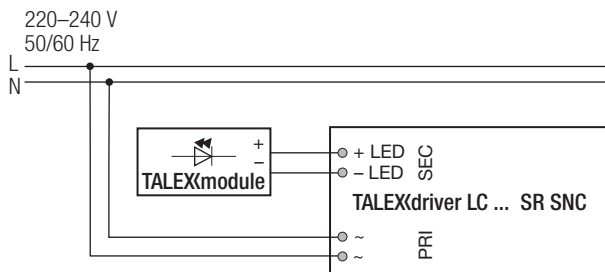 220–240 V
50/60 Hz
L
N
+
–
TALEXmodule
+ LED
– LED
SEC
TALEXdriver LC ... SR SNC
~
~
PRI